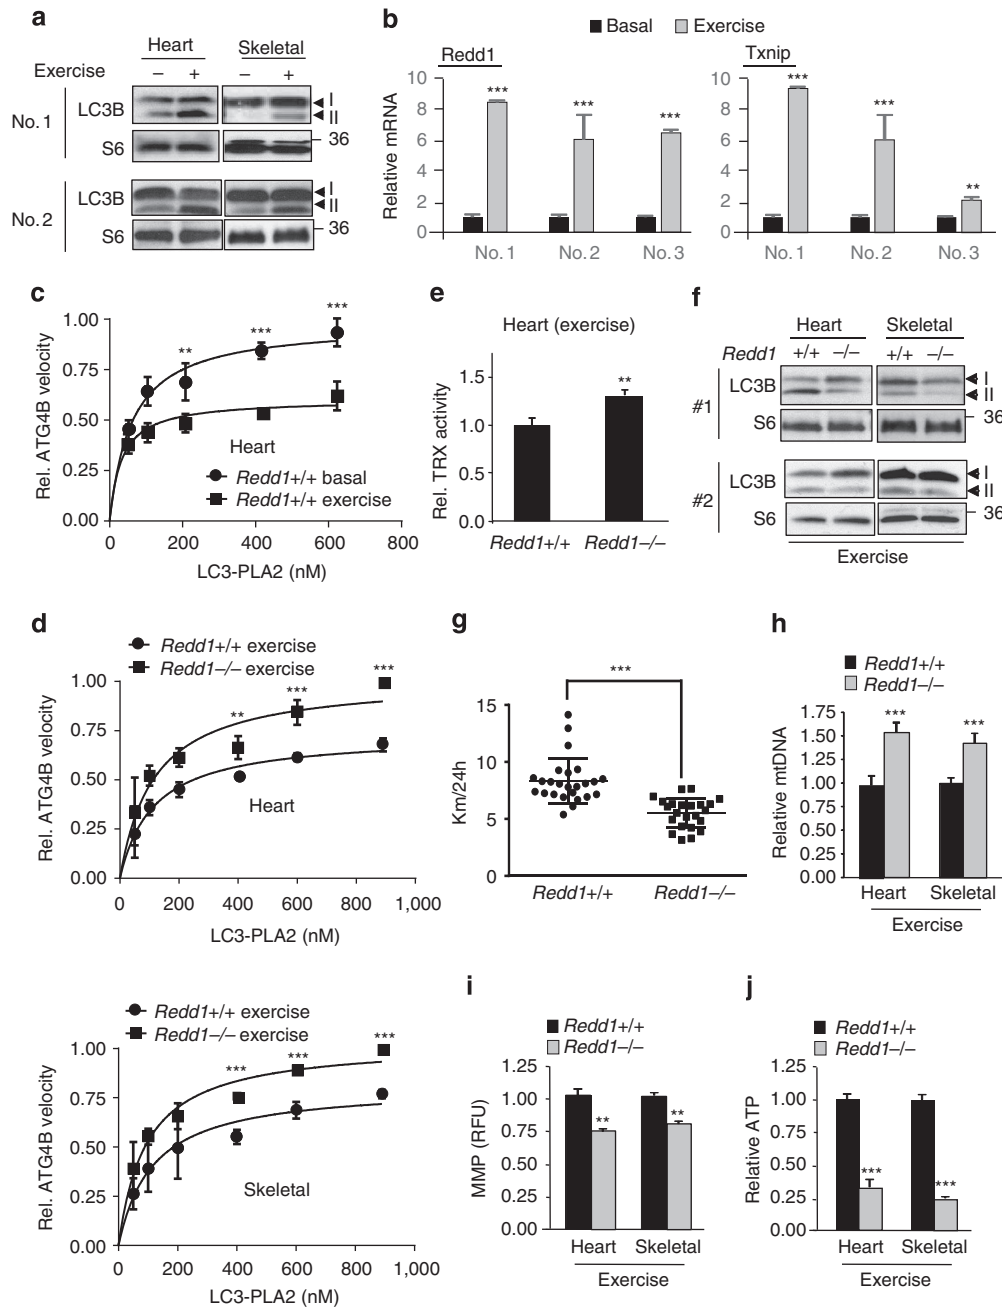 a
Heart Skeletal
Exercise − + − +
No. 1 LC3B I
II
S6 36
No. 2 LC3B I
II
S6 36
b
Basal Exercise
Redd1
Relative mRNA
10
8
6
4
2
0
*** *** ***
No. 1 No. 2 No. 3
Txnip
10
8
6
4
2
0
*** *** **
No. 1 No. 2 No. 3
c
Rel. ATG4B velocity
1.00
0.75
0.50
0.25
0.00
** *** ***
Heart
Redd1+/+ basal
Redd1+/+ exercise
0 200 400 600 800
LC3-PLA2 (nM)
e
Heart (exercise)
Rel. TRX activity
1.5
1.0
0.5
0.0
**
Redd1+/+ Redd1−/−
f
Heart Skeletal
Redd1 +/+ −/− +/+ −/−
#1 LC3B I
II
S6 36
#2 LC3B I
II
S6 36
Exercise
d
Redd1+/+ exercise
Redd1−/− exercise
Rel. ATG4B velocity
1.00
0.75
0.50
0.25
0.00
** *** ***
Heart
0 200 400 600 800 1,000
LC3-PLA2 (nM)
Redd1+/+ exercise
Redd1−/− exercise
Rel. ATG4B velocity
1.00
0.75
0.50
0.25
0.00
*** *** ***
Skeletal
0 200 400 600 800 1,000
LC3-PLA2 (nM)
g
***
Km/24h
15
10
5
0
Redd1+/+ Redd1−/−
h
Redd1+/+
Redd1−/−
Relative mtDNA
1.75
1.50
1.25
1.00
0.75
0.50
0.25
0.00
*** ***
Heart Skeletal
Exercise
i
Redd1+/+
Redd1−/−
MMP (RFU)
1.25
1.00
0.75
0.50
0.25
0.00
** **
Heart Skeletal
Exercise
j
Redd1+/+
Redd1−/−
Relative ATP
1.25
1.00
0.75
0.50
0.25
0.00
*** ***
Heart Skeletal
Exercise